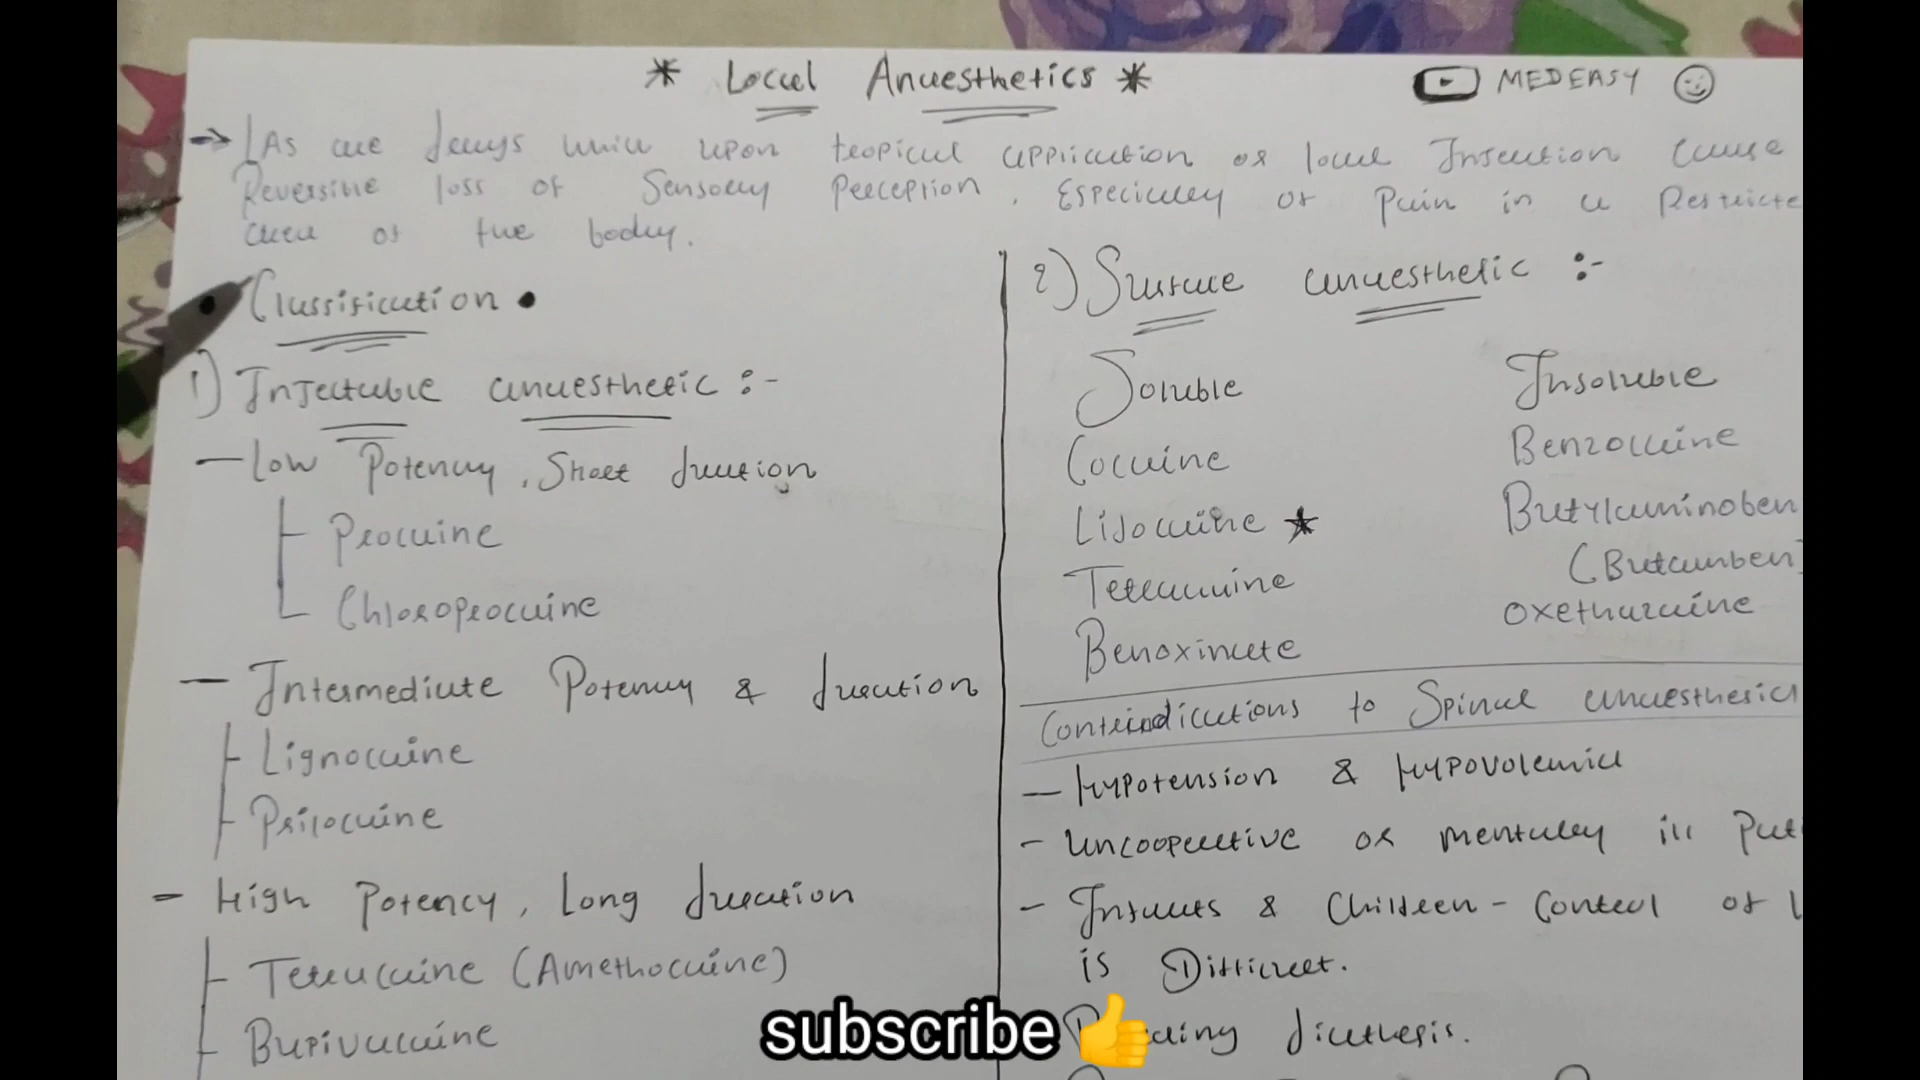 * Local Anaesthetics *
MEDEASY
→ LAs are drugs which upon topical application or local Injection cause
Reversible loss of Sensory Perception, Especially of Pain in a Restricte
area of the body.
Classification •
1) Injectable anaesthetic :-
— Low Potency, Short duration
Procaine
Chloroprocaine
— Intermediate Potency & duration
Lignocaine
Prilocaine
- High Potency, Long duration
Tetracaine (Amethocaine)
Bupivacaine
2) Surface anaesthetic :-
Soluble Insoluble
Cocaine Benzocaine
Lidocaine ★ Butylaminoben
Tetracaine (Butamben)
Benoxinate Oxethazaine
Contraindications to Spinal anaesthesia
— Hypotension & Hypovolemia
- Uncooperative or mentally ill Pat
- Infants & Children - Control of l
is Difficult.
ding diathesis.
subscribe 👍